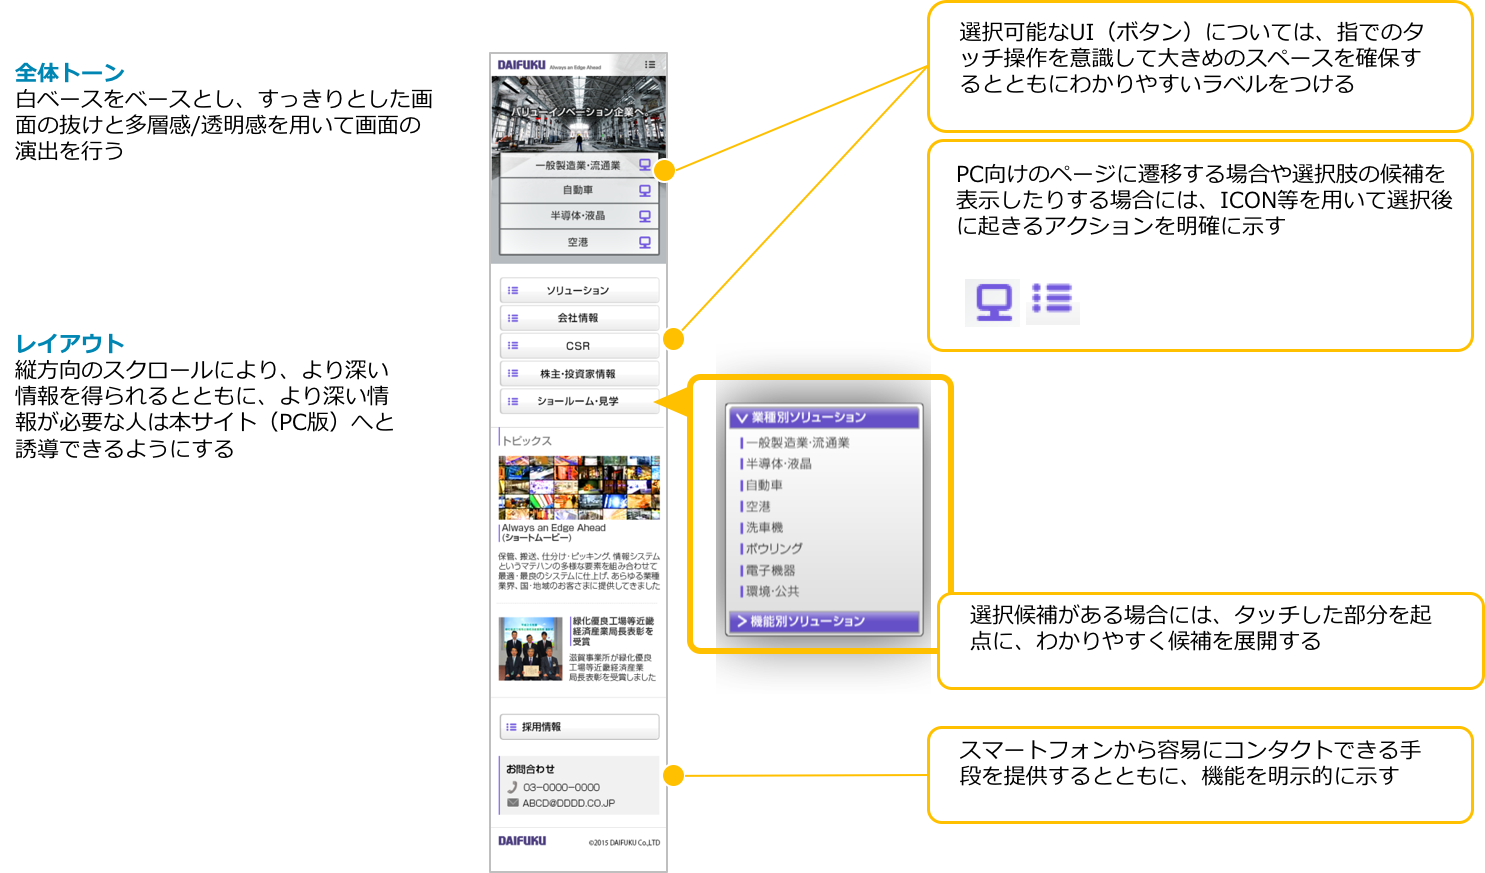 全体トーン
白ベースをベースとし、すっきりとした画
面の抜けと多層感/透明感を用いて画面の
演出を行う
レイアウト
縦方向のスクロールにより、より深い
情報を得られるとともに、より深い情
報が必要な人は本サイト（PC版）へと
誘導できるようにする
DAIFUKU Always an Edge Ahead
バリューイノベーション企業へ。
一般製造業・流通業
自動車
半導体・液晶
空港
ソリューション
会社情報
CSR
株主・投資家情報
ショールーム・見学
トピックス
Always an Edge Ahead
(ショートムービー)
保管、搬送、仕分け・ピッキング、情報システム
というマテハンの多様な要素を組み合わせて
最適・最良のシステムに仕上げ、あらゆる業種
業界、国・地域のお客さまに提供してきました
緑化優良工場等近畿
経済産業局長表彰を
受賞
滋賀事業所が緑化優良
工場等近畿経済産業
局長表彰を受賞しました
採用情報
お問合わせ
03-0000-0000
ABCD@DDDD.CO.JP
DAIFUKU ©2015 DAIFUKU Co.,LTD
選択可能なUI（ボタン）については、指でのタ
ッチ操作を意識して大きめのスペースを確保す
るとともにわかりやすいラベルをつける
PC向けのページに遷移する場合や選択肢の候補を
表示したりする場合には、ICON等を用いて選択後
に起きるアクションを明確に示す
業種別ソリューション
一般製造業・流通業
半導体・液晶
自動車
空港
洗車機
ボウリング
電子機器
環境・公共
機能別ソリューション
選択候補がある場合には、タッチした部分を起
点に、わかりやすく候補を展開する
スマートフォンから容易にコンタクトできる手
段を提供するとともに、機能を明示的に示す